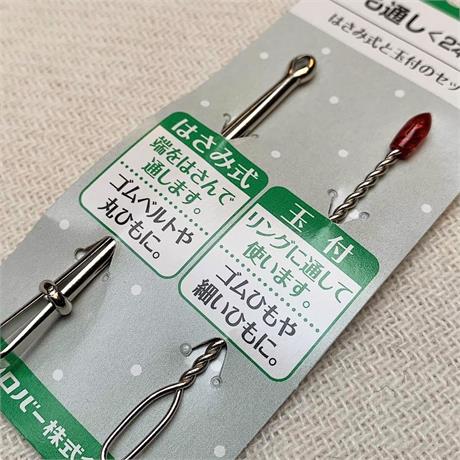 通し<2本
はさみ式と玉付のセッ
はさみ式
端をはさんで
通します。
ゴムベルトや
丸ひもに。
玉付
リングに通して
使います。
ゴムひもや
細いひもに。
ロバー株式